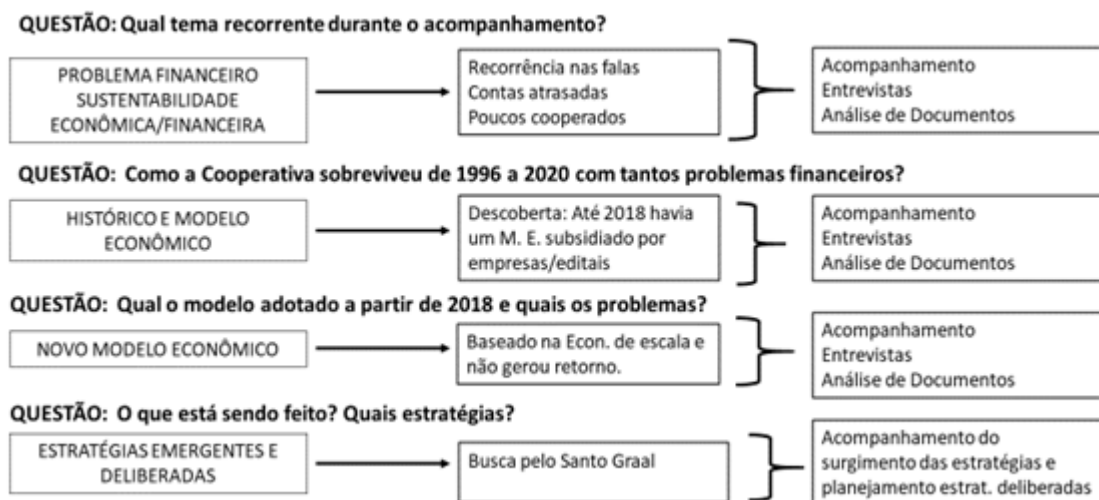 QUESTÃO: Qual tema recorrente durante o acompanhamento?
PROBLEMA FINANCEIRO
SUSTENTABILIDADE
ECONÔMICA/FINANCEIRA
Recorrência nas falas
Contas atrasadas
Poucos cooperados
Acompanhamento
Entrevistas
Análise de Documentos
QUESTÃO: Como a Cooperativa sobreviveu de 1996 a 2020 com tantos problemas financeiros?
HISTÓRICO E MODELO
ECONÔMICO
Descoberta: Até 2018 havia
um M. E. subsidiado por
empresas/editais
Acompanhamento
Entrevistas
Análise de Documentos
QUESTÃO: Qual o modelo adotado a partir de 2018 e quais os problemas?
NOVO MODELO ECONÔMICO
Baseado na Econ. de escala e
não gerou retorno.
Acompanhamento
Entrevistas
Análise de Documentos
QUESTÃO: O que está sendo feito? Quais estratégias?
ESTRATÉGIAS EMERGENTES E
DELIBERADAS
Busca pelo Santo Graal
Acompanhamento do
surgimento das estratégias e
planejamento estrat. deliberadas